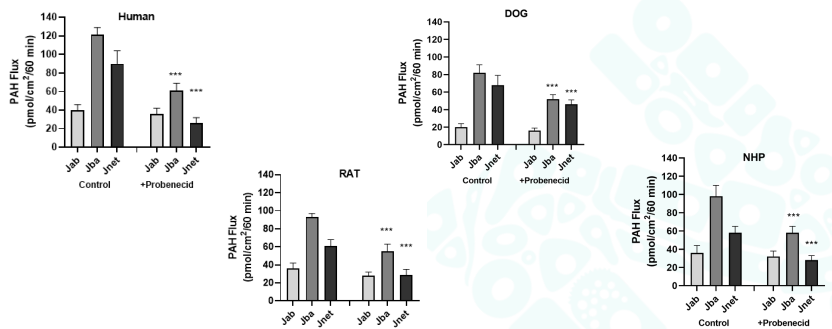 Human
PAH Flux
(pmol/cm²/60 min)
140
120
100
80
60
40
20
0
***
***
Jab Jba Jnet Jab Jba Jnet
Control +Probenecid
DOG
PAH Flux
(pmol/cm²/60 min)
140
120
100
80
60
40
20
0
***
***
Jab Jba Jnet Jab Jba Jnet
Control +Probenecid
RAT
PAH Flux
(pmol/cm²/60 min)
140
120
100
80
60
40
20
0
***
***
Jab Jba Jnet Jab Jba Jnet
NHP
PAH Flux
(pmol/cm²/60 min)
140
120
100
80
60
40
20
0
***
***
Jab Jba Jnet Jab Jba Jnet
Control +Probenecid